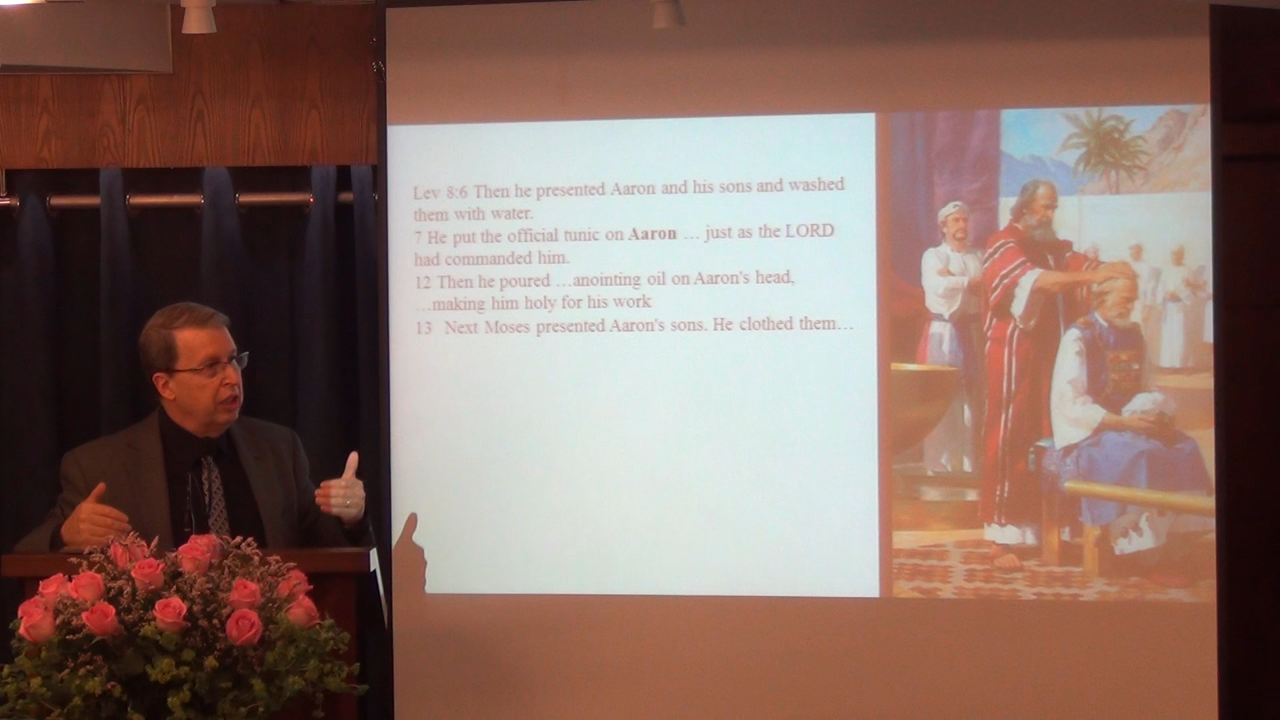 Lev 8:6 Then he presented Aaron and his sons and washed
them with water.
7 He put the official tunic on Aaron … just as the LORD
had commanded him.
12 Then he poured …anointing oil on Aaron's head,
…making him holy for his work
13 Next Moses presented Aaron's sons. He clothed them…